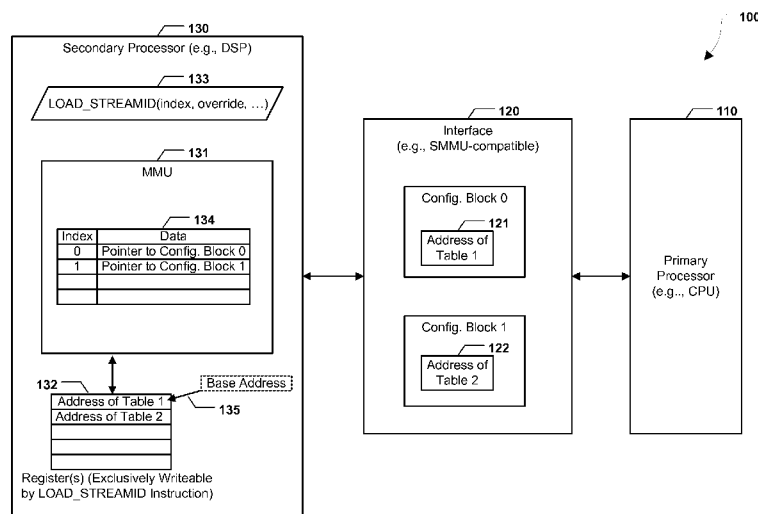 100
130
Secondary Processor (e.g., DSP)
133
LOAD_STREAMID(index, override, …)
131
MMU
134
Index Data
0 Pointer to Config. Block 0
1 Pointer to Config. Block 1
132
Base Address
135
Address of Table 1
Address of Table 2
Register(s) (Exclusively Writeable
by LOAD_STREAMID Instruction)
120
Interface
(e.g., SMMU-compatible)
Config. Block 0
121
Address of
Table 1
Config. Block 1
122
Address of
Table 2
110
Primary
Processor
(e.g.., CPU)